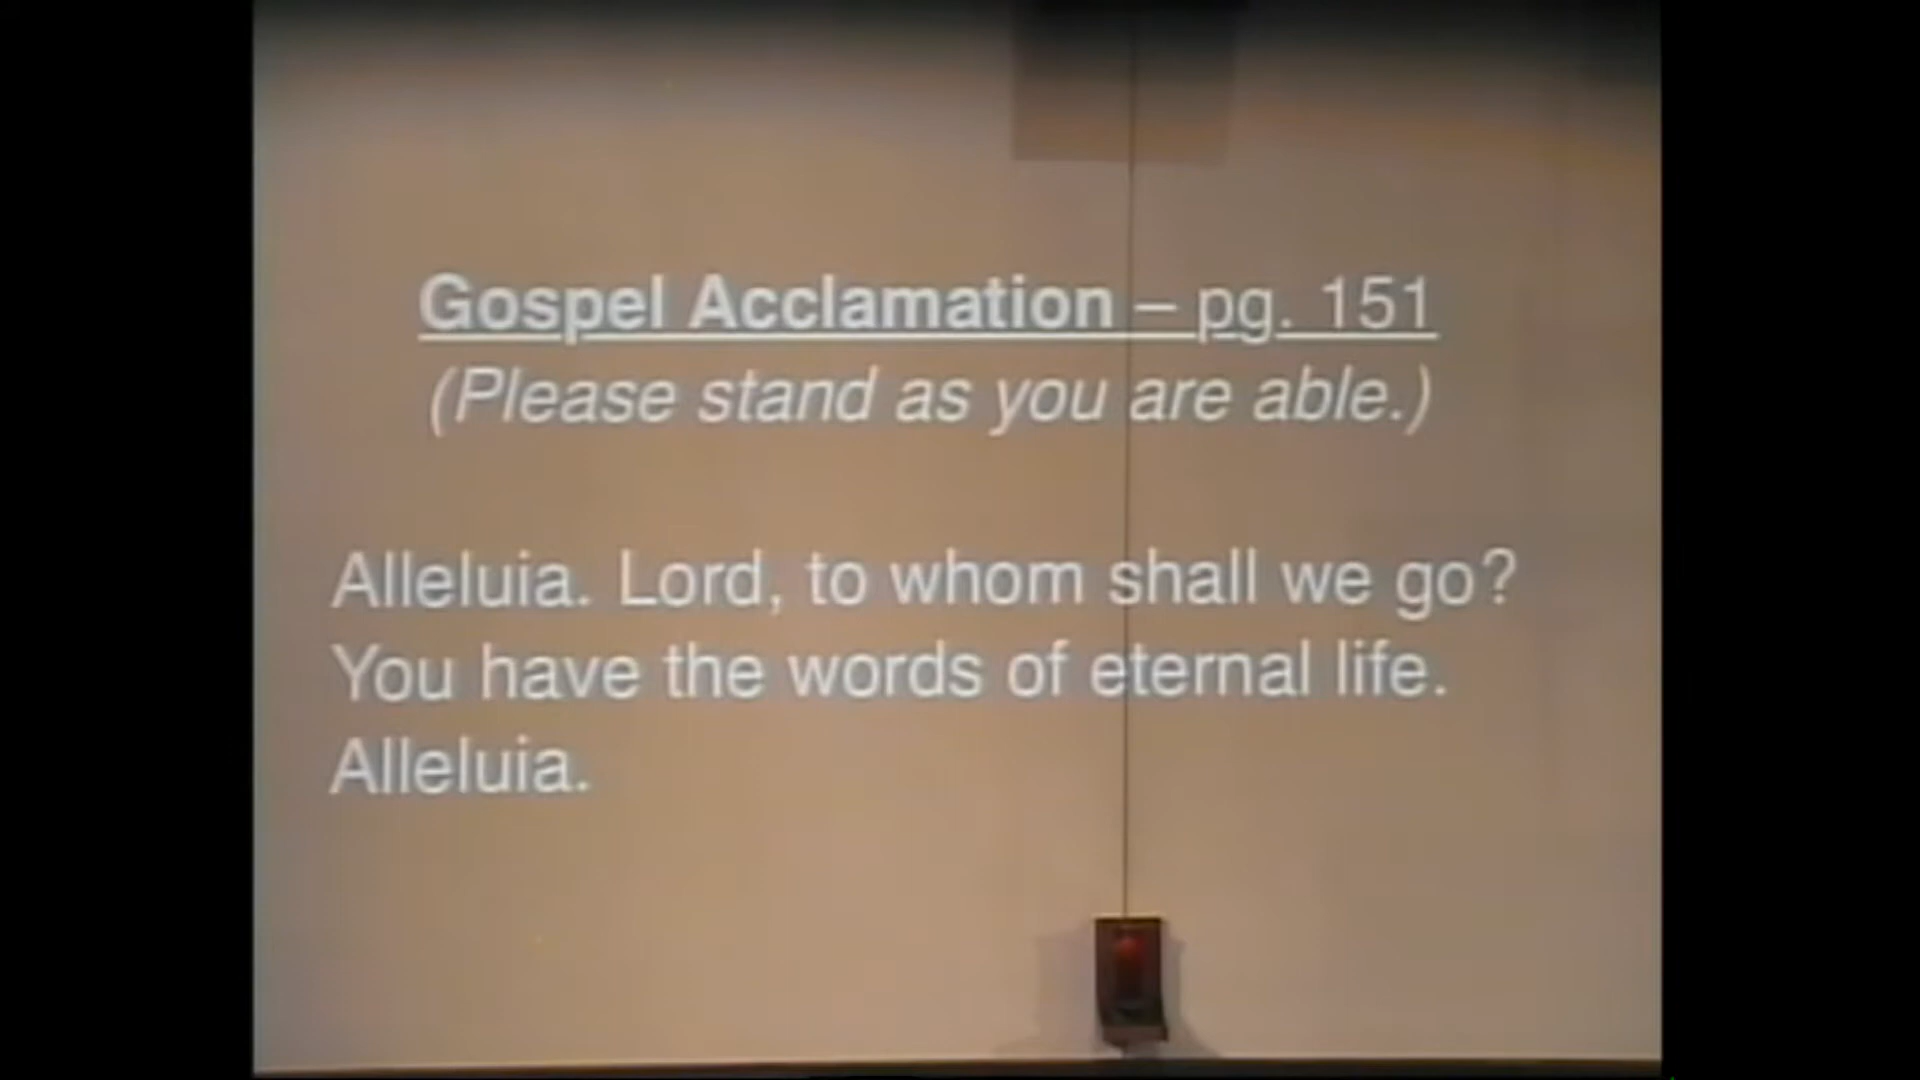 Gospel Acclamation – pg. 151
(Please stand as you are able.)
Alleluia. Lord, to whom shall we go?
You have the words of eternal life.
Alleluia.